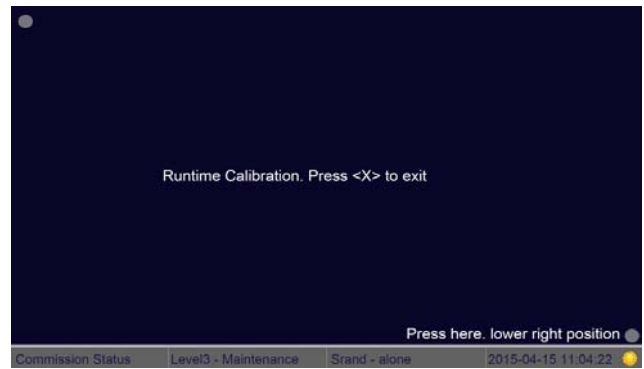 Runtime Calibration. Press <X> to exit
Press here. lower right position
Commission Status Level3 - Maintenance Srand - alone 2015-04-15 11:04:22